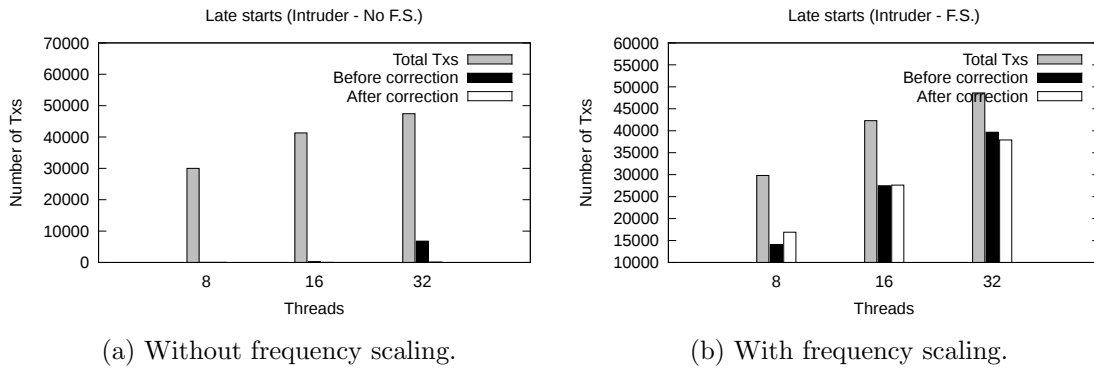 Late starts (Intruder - No F.S.)
70000
60000
50000
40000
30000
20000
10000
0
Number of Txs
Total Txs
Before correction
After correction
8 16 32
Threads
(a) Without frequency scaling.
Late starts (Intruder - F.S.)
60000
55000
50000
45000
40000
35000
30000
25000
20000
15000
10000
Number of Txs
Total Txs
Before correction
After correction
8 16 32
Threads
(b) With frequency scaling.